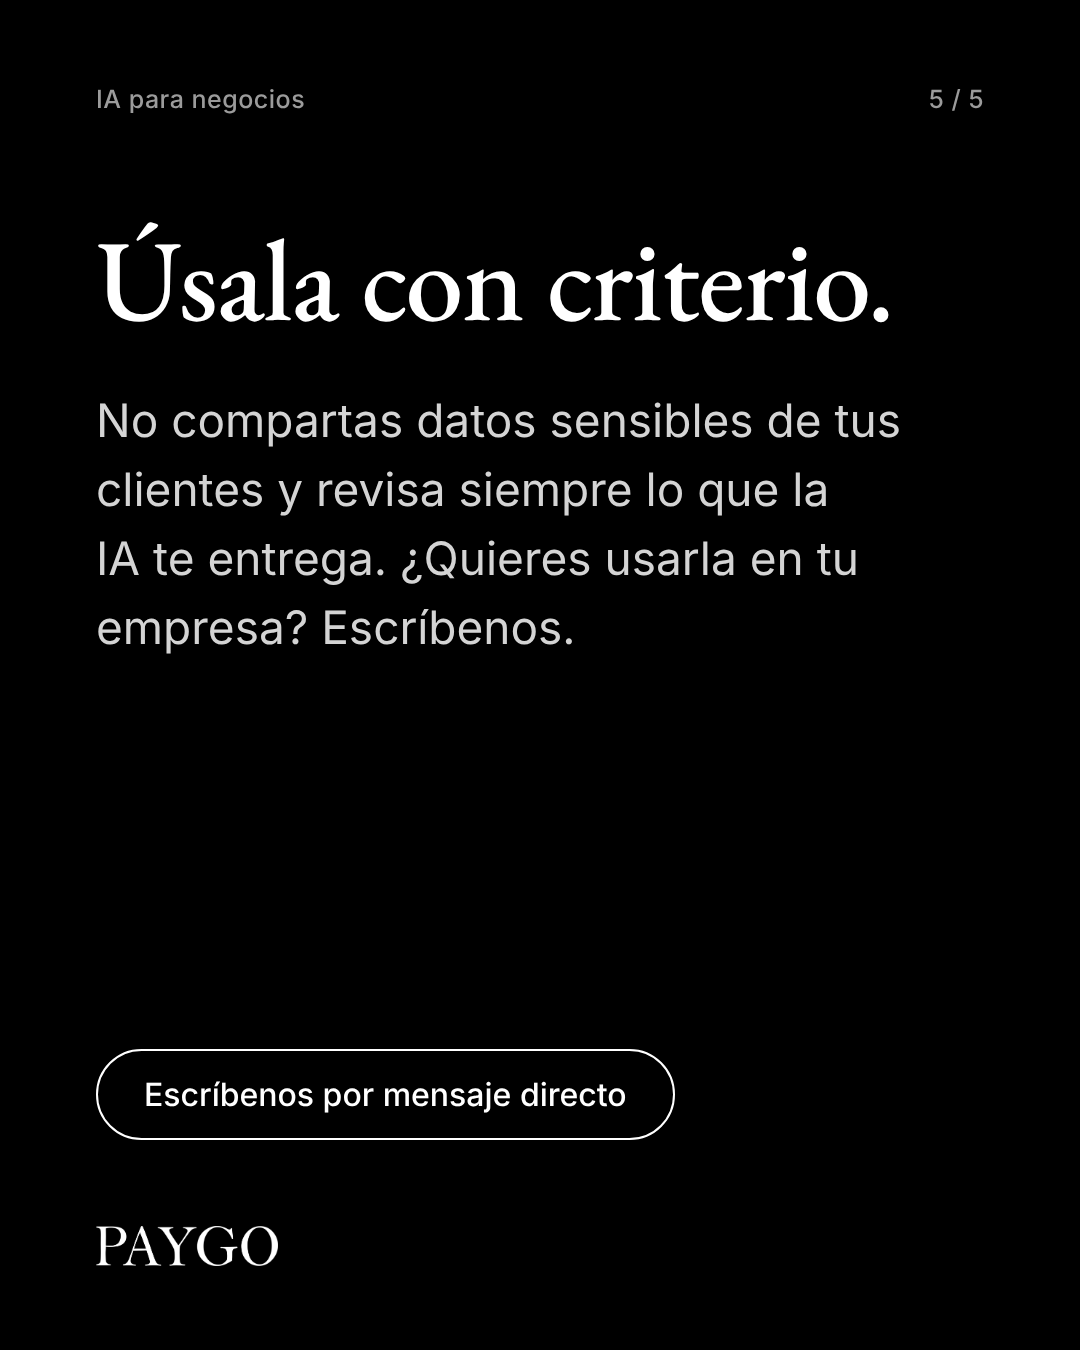 IA para negocios
5 / 5
Úsala con criterio.
No compartas datos sensibles de tus
clientes y revisa siempre lo que la
IA te entrega. ¿Quieres usarla en tu
empresa? Escríbenos.
Escríbenos por mensaje directo
PAYGO